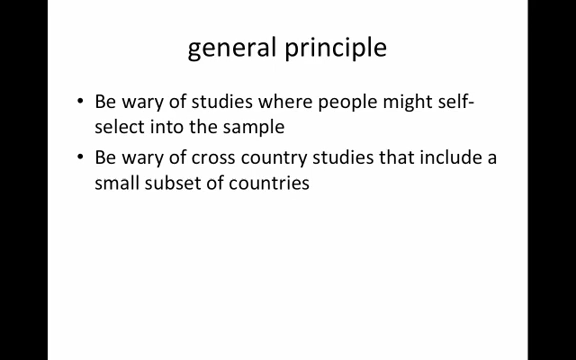 general principle
• Be wary of studies where people might self-
select into the sample
• Be wary of cross country studies that include a
small subset of countries